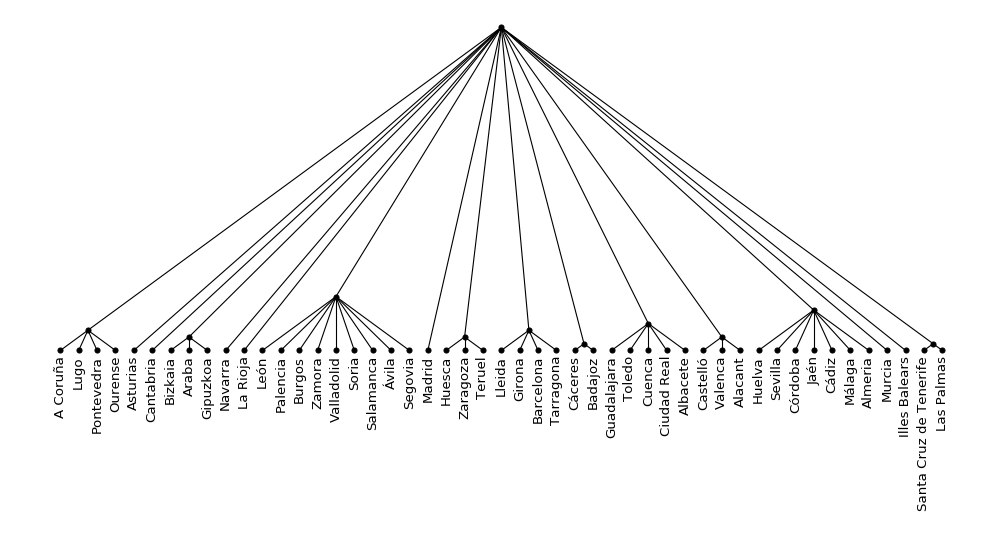 A Coruña
Lugo
Pontevedra
Ourense
Asturias
Cantabria
Bizkaia
Araba
Gipuzkoa
Navarra
La Rioja
León
Palencia
Burgos
Zamora
Valladolid
Soria
Salamanca
Ávila
Segovia
Madrid
Huesca
Zaragoza
Teruel
Lleida
Girona
Barcelona
Tarragona
Cáceres
Badajoz
Guadalajara
Toledo
Cuenca
Ciudad Real
Albacete
Castelló
Valenca
Alacant
Huelva
Sevilla
Córdoba
Jaén
Cádiz
Málaga
Almeria
Murcia
Illes Balears
Santa Cruz de Tenerife
Las Palmas